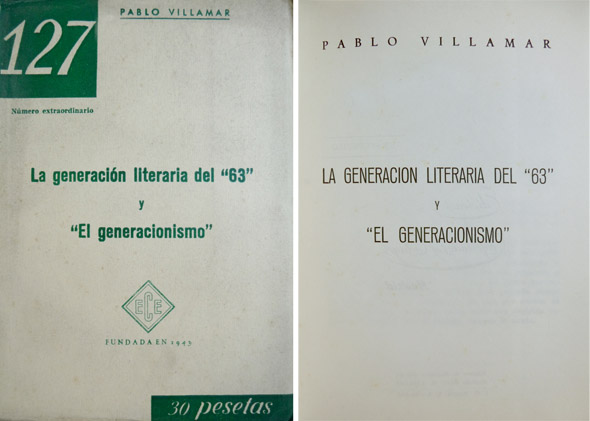 PABLO VILLAMAR
127
Número extraordinario
La generación literaria del “63”
y
“El generacionismo”
ECE
FUNDADA EN 1945
30 pesetas
PABLO VILLAMAR
LA GENERACION LITERARIA DEL “63”
Y
“EL GENERACIONISMO”